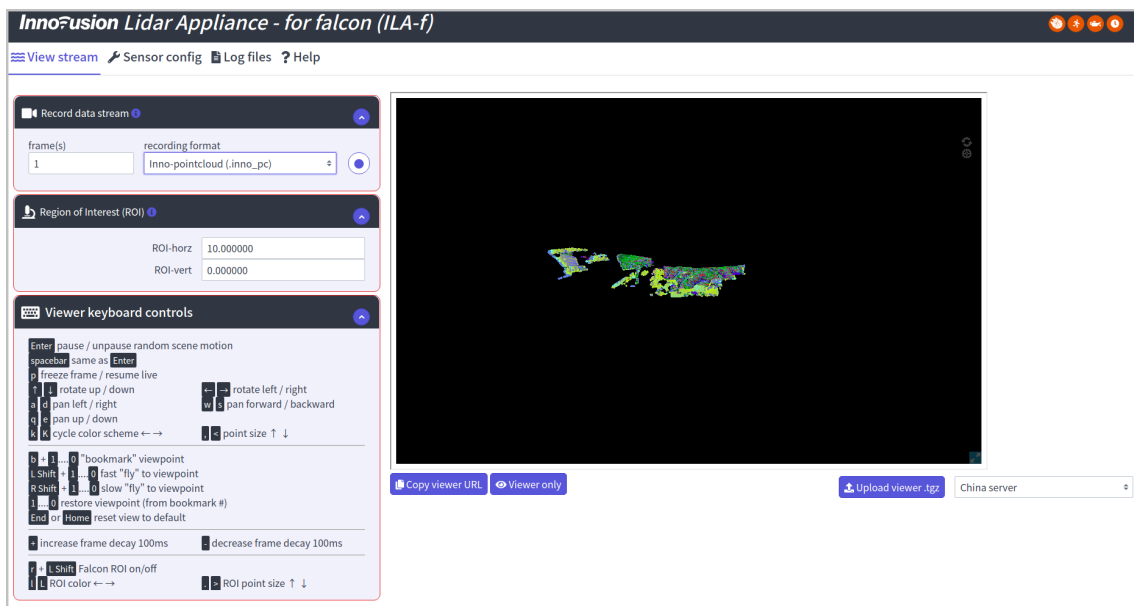 Innofusion Lidar Appliance - for falcon (ILA-f)
View stream Sensor config Log files ? Help
Record data stream
frame(s) recording format
1 Inno-pointcloud (.inno_pc)
Region of Interest (ROI)
ROI-horz 10.000000
ROI-vert 0.000000
Viewer keyboard controls
Enter pause / unpause random scene motion
spacebar same as Enter
p freeze frame / resume live
↑ ↓ rotate up / down ← → rotate left / right
a d pan left / right w s pan forward / backward
q e pan up / down
k K cycle color scheme ←→ , < point size ↑ ↓
b + 1....0 "bookmark" viewpoint
L Shift + 1....0 fast "fly" to viewpoint
R Shift + 1....0 slow "fly" to viewpoint
1....0 restore viewpoint (from bookmark #)
End or Home reset view to default
+ increase frame decay 100ms - decrease frame decay 100ms
r + L Shift Falcon ROI on/off
l L ROI color ←→ . > ROI point size ↑ ↓
Copy viewer URL Viewer only
Upload viewer .tgz China server